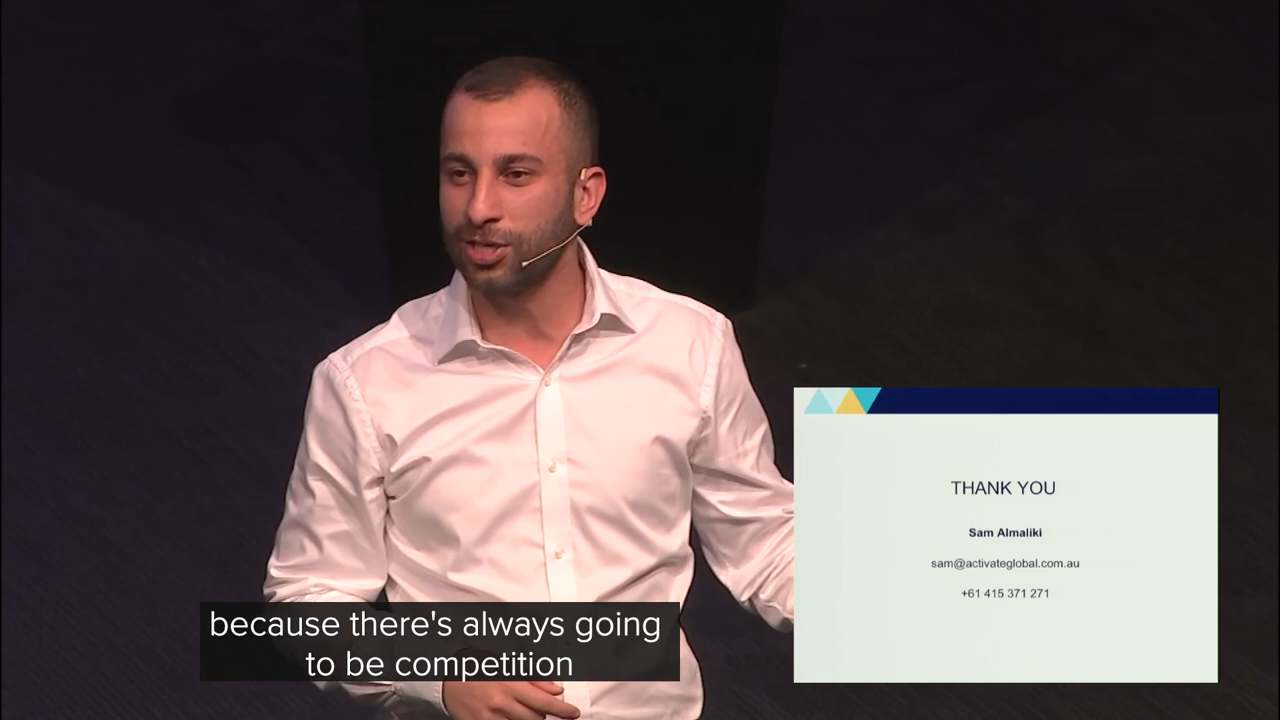 THANK YOU
Sam Almaliki
sam@activateglobal.com.au
+61 415 371 271
because there's always going
to be competition